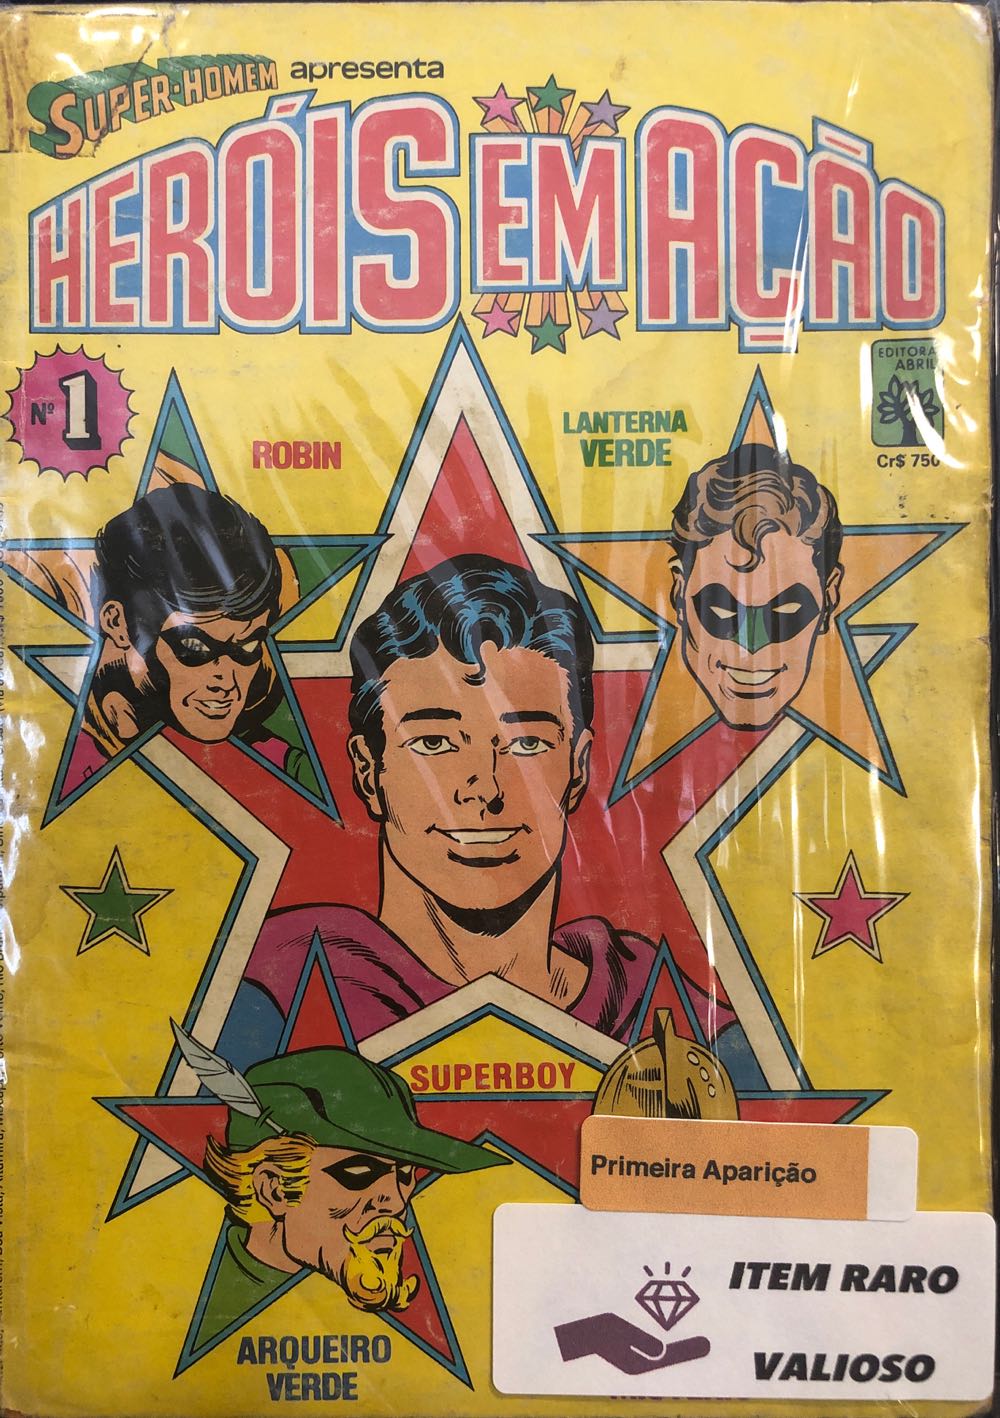 SUPER-HOMEM apresenta
HERÓIS EM AÇÃO
Nº 1
EDITORA
ABRIL
Cr$ 750
ROBIN
LANTERNA
VERDE
SUPERBOY
Primeira Aparição
ITEM RARO
VALIOSO
ARQUEIRO
VERDE